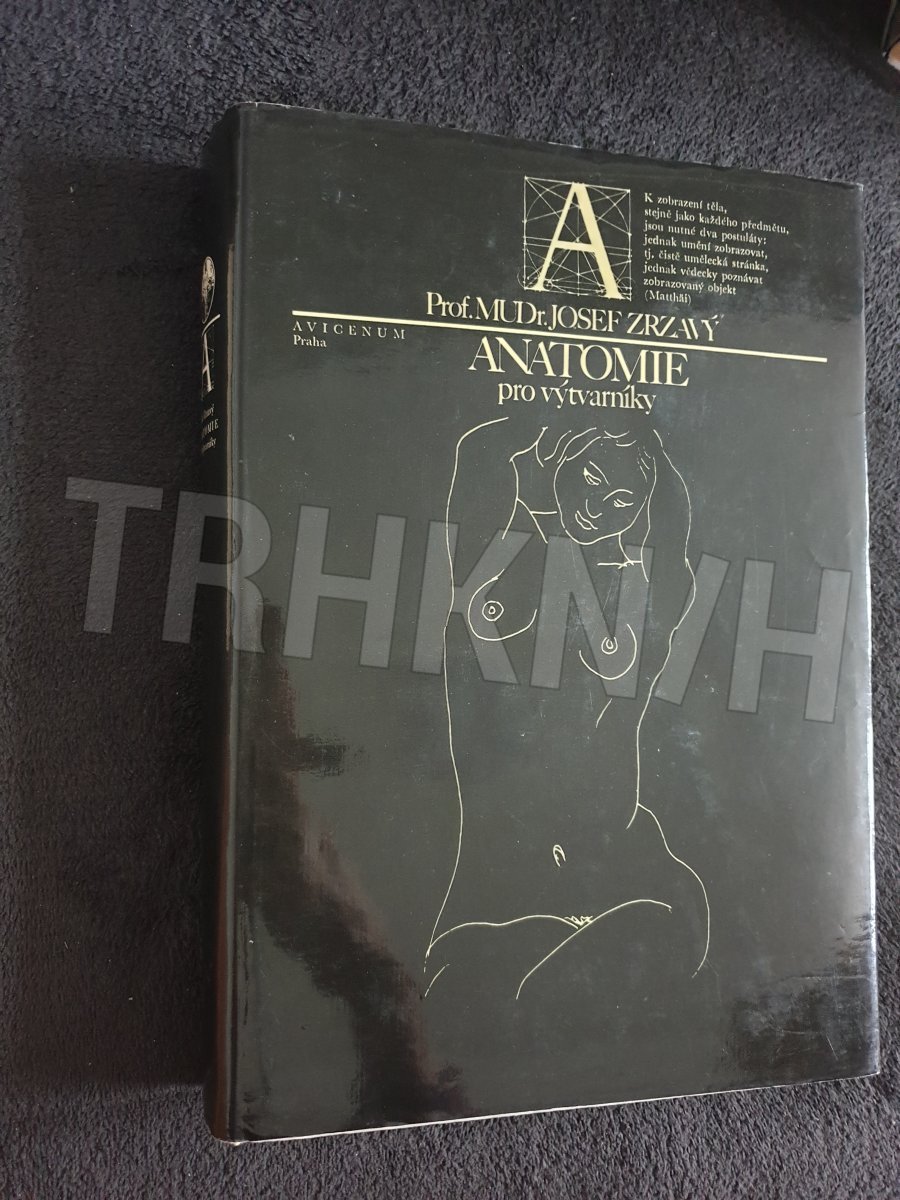 A
K zobrazení těla,
stejně jako každého předmětu,
jsou nutné dva postuláty:
jednak umění zobrazovat,
tj. čistě umělecká stránka,
jednak vědecky poznávat
zobrazovaný objekt
(Matthäi)
Prof. MUDr. JOSEF ZRZAVÝ
AVICENUM
Praha
ANATOMIE
pro výtvarníky
A
TRHKNIH